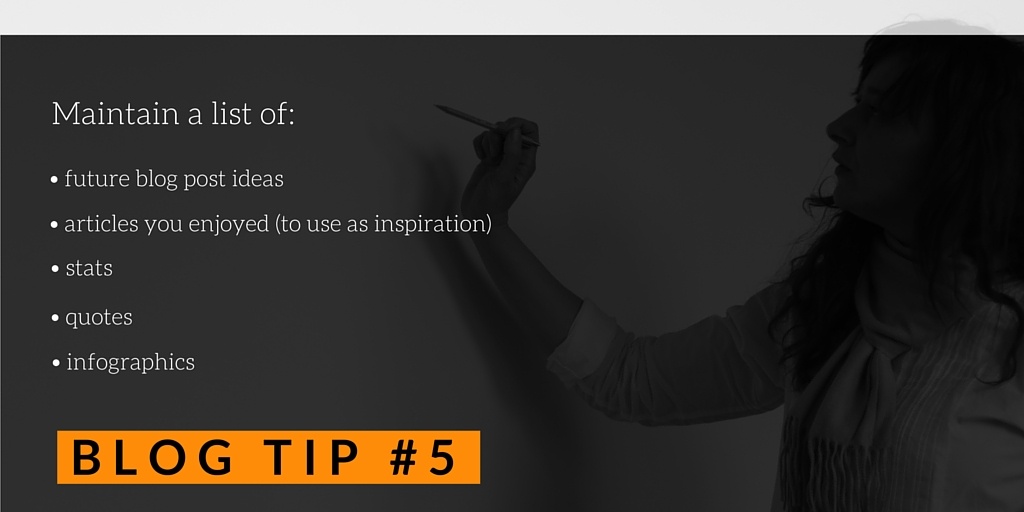 Maintain a list of:
• future blog post ideas
• articles you enjoyed (to use as inspiration)
• stats
• quotes
• infographics
BLOG TIP #5